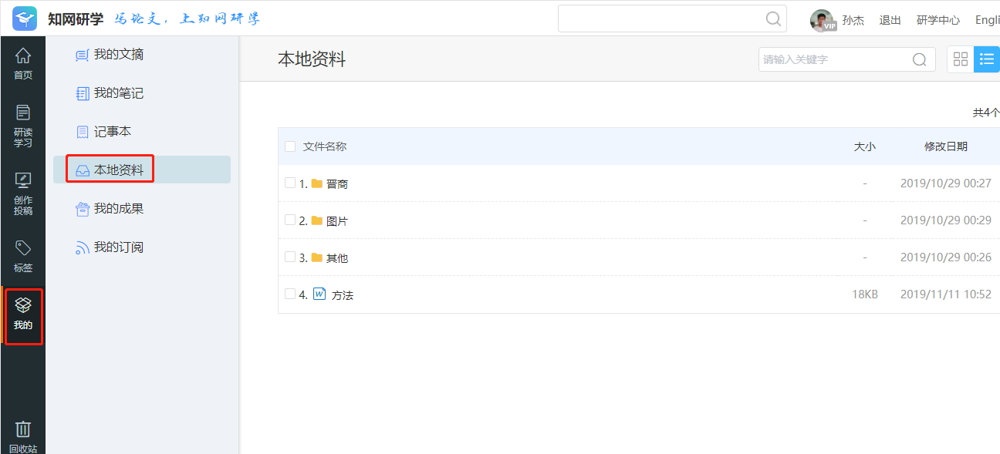 知网研学 写论文，上知网研学
VIP 孙杰 退出 研学中心 Engli
首页
研读
学习
创作
投稿
标签
我的
回收站
我的文摘
我的笔记
记事本
本地资料
我的成果
我的订阅
本地资料
请输入关键字
共4个
文件名称 大小 修改日期
1. 晋商 - 2019/10/29 00:27
2. 图片 - 2019/10/29 00:29
3. 其他 - 2019/10/29 00:26
4. W 方法 18KB 2019/11/11 10:52